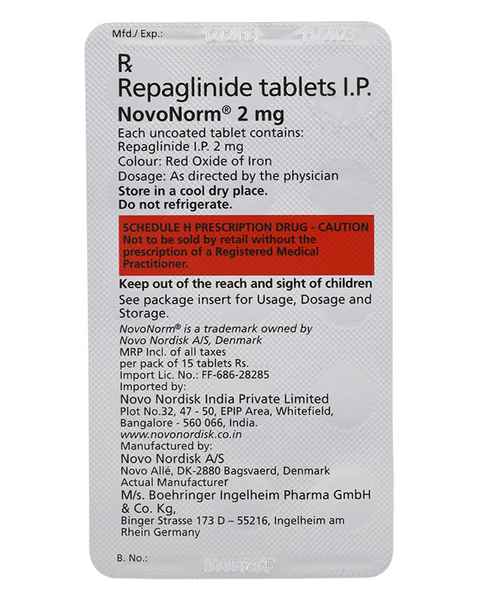 Mfd./ Exp.:
Rx
Repaglinide tablets I.P.
NovoNorm® 2 mg
Each uncoated tablet contains:
Repaglinide I.P. 2 mg
Colour: Red Oxide of Iron
Dosage: As directed by the physician
Store in a cool dry place.
Do not refrigerate.
SCHEDULE H PRESCRIPTION DRUG - CAUTION
Not to be sold by retail without the
prescription of a Registered Medical
Practitioner.
Keep out of the reach and sight of children
See package insert for Usage, Dosage and
Storage.
NovoNorm® is a trademark owned by
Novo Nordisk A/S, Denmark
MRP Incl. of all taxes
per pack of 15 tablets Rs.
Import Lic. No.: FF-686-28285
Imported by:
Novo Nordisk India Private Limited
Plot No.32, 47 - 50, EPIP Area, Whitefield,
Bangalore - 560 066, India.
www.novonordisk.co.in
Manufactured by:
Novo Nordisk A/S
Novo Allé, DK-2880 Bagsvaerd, Denmark
Actual Manufacturer
M/s. Boehringer Ingelheim Pharma GmbH
& Co. Kg,
Binger Strasse 173 D – 55216, Ingelheim am
Rhein Germany
B. No.: